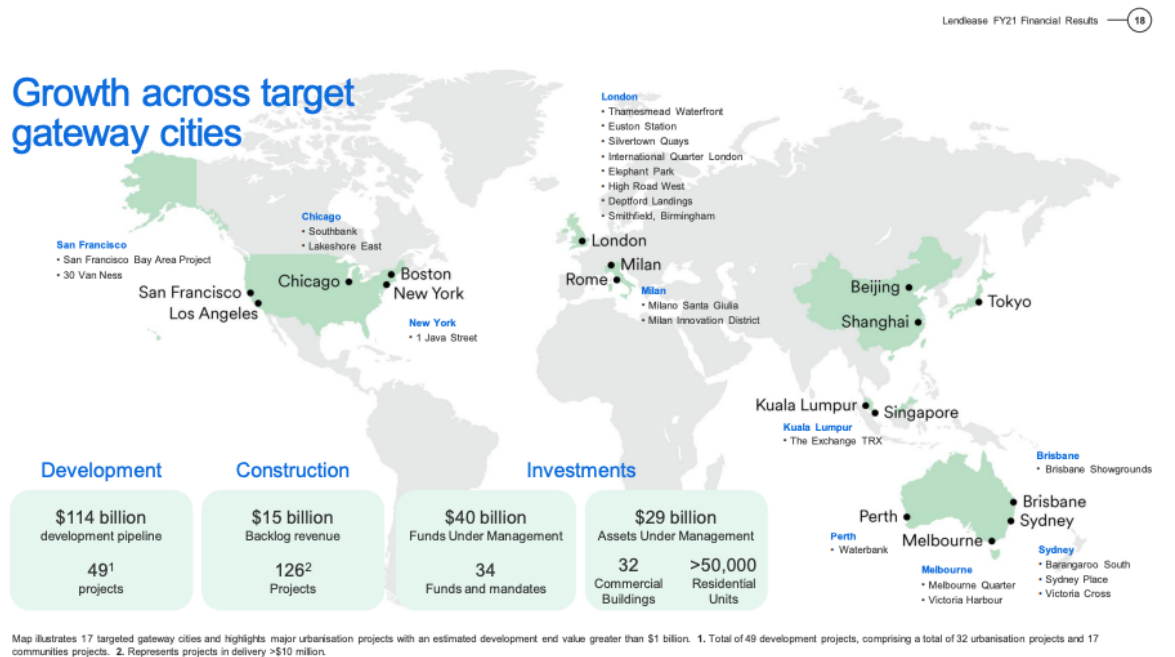 Lendlease FY21 Financial Results
18
Growth across target
gateway cities
London
• Thamesmead Waterfront
• Euston Station
• Silvertown Quays
• International Quarter London
• Elephant Park
• High Road West
• Deptford Landings
• Smithfield, Birmingham
Chicago
• Southbank
• Lakeshore East
San Francisco
• San Francisco Bay Area Project
• 30 Van Ness
London
Milan
Rome
Chicago
Boston
New York
San Francisco
Los Angeles
Milan
• Milano Santa Giulia
• Milan Innovation District
New York
• 1 Java Street
Beijing
Tokyo
Shanghai
Kuala Lumpur
Singapore
Kuala Lumpur
• The Exchange TRX
Brisbane
• Brisbane Showgrounds
Brisbane
Perth
Sydney
Melbourne
Perth
• Waterbank
Sydney
• Barangaroo South
• Sydney Place
• Victoria Cross
Melbourne
• Melbourne Quarter
• Victoria Harbour
Development
$114 billion
development pipeline
49¹
projects
Construction
$15 billion
Backlog revenue
126²
Projects
Investments
$40 billion
Funds Under Management
34
Funds and mandates
$29 billion
Assets Under Management
32
Commercial
Buildings
>50,000
Residential
Units
Map illustrates 17 targeted gateway cities and highlights major urbanisation projects with an estimated development end value greater than $1 billion. 1. Total of 49 development projects, comprising a total of 32 urbanisation projects and 17
communities projects. 2. Represents projects in delivery >$10 million.